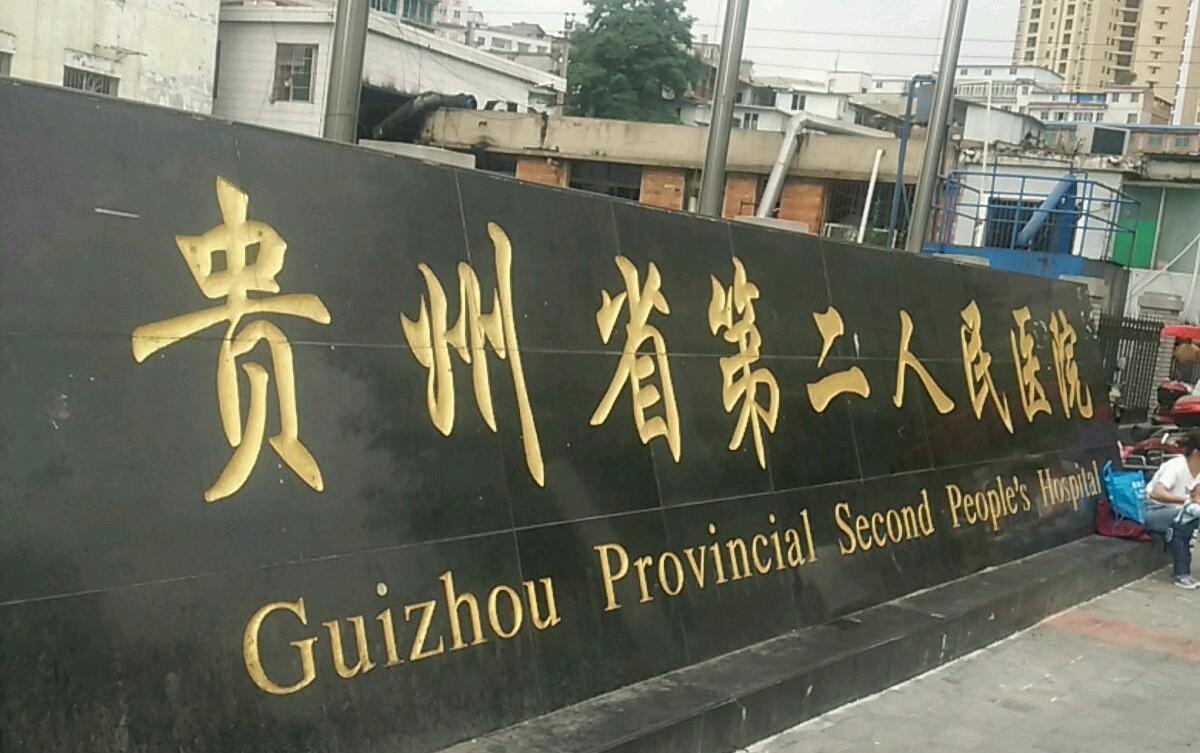 贵州省第二人民医院
Guizhou Provincial Second People's Hospital